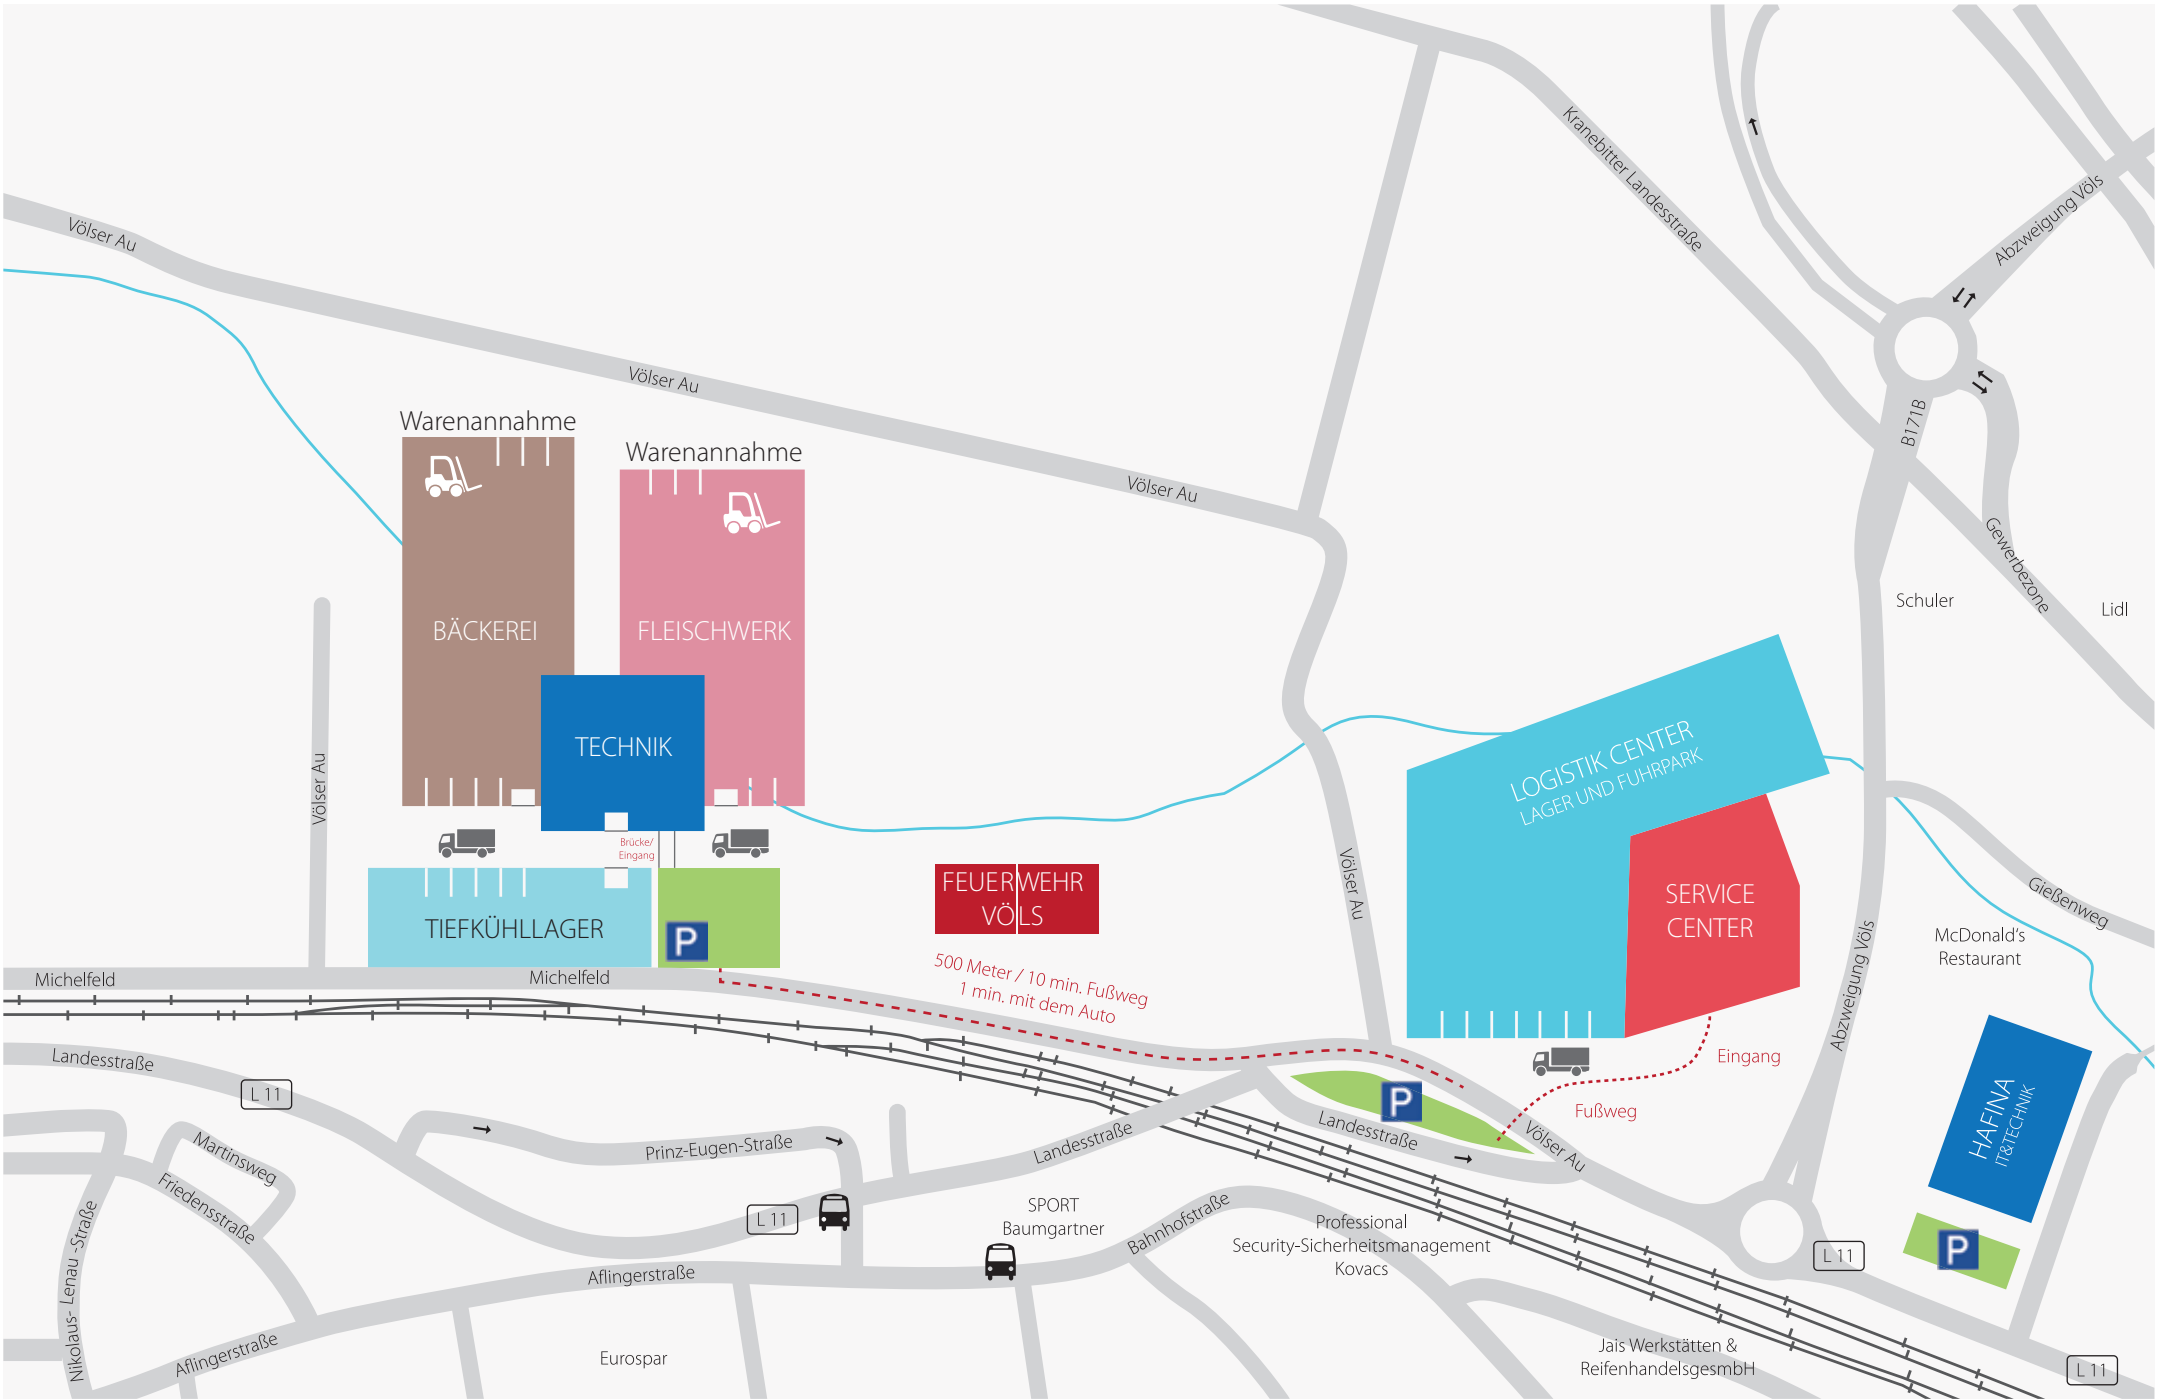 Kranebitter Landesstraße
Abzweigung Völs
Völser Au
Völser Au
Völser Au
B171B
Gewerbezone
Warenannahme
Warenannahme
Schuler
Lidl
BÄCKEREI
FLEISCHWERK
TECHNIK
LOGISTIK CENTER
LAGER UND FUHRPARK
Völser Au
Brücke/
Eingang
Völser Au
FEUERWEHR
VÖLS
SERVICE
CENTER
Gießenweg
TIEFKÜHLLAGER
P
McDonald's
Restaurant
Abzweigung Völs
Michelfeld
Michelfeld
500 Meter / 10 min. Fußweg
1 min. mit dem Auto
Eingang
Landesstraße
L 11
P
Fußweg
HAFINA
IT&TECHNIK
Prinz-Eugen-Straße
Landesstraße
Landesstraße
Völser Au
Martinsweg
Friedensstraße
Nikolaus- Lenau -Straße
L 11
SPORT
Baumgartner
Bahnhofstraße
Professional
Security-Sicherheitsmanagement
Kovacs
L 11
P
Aflingerstraße
Aflingerstraße
Eurospar
Jais Werkstätten &
ReifenhandelsgesmbH
L 11